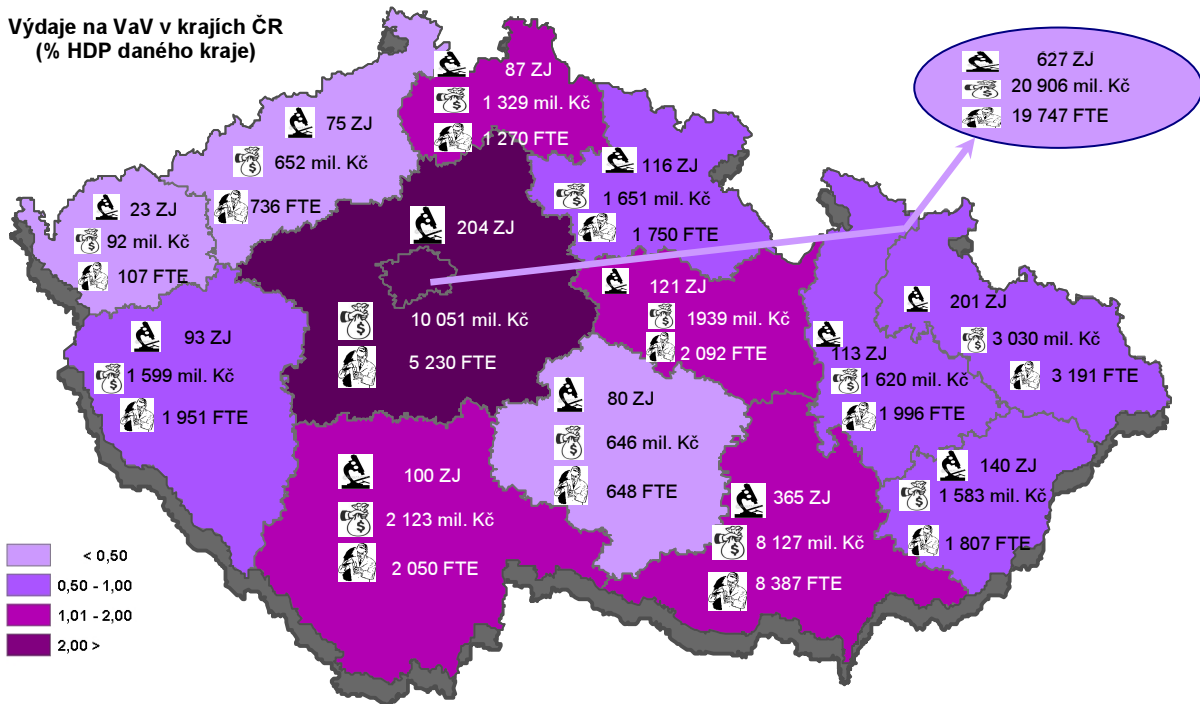 Výdaje na VaV v krajích ČR
(% HDP daného kraje)
627 ZJ
20 906 mil. Kč
19 747 FTE
87 ZJ
1 329 mil. Kč
1 270 FTE
75 ZJ
652 mil. Kč
736 FTE
116 ZJ
1 651 mil. Kč
1 750 FTE
23 ZJ
92 mil. Kč
107 FTE
204 ZJ
10 051 mil. Kč
5 230 FTE
121 ZJ
1939 mil. Kč
2 092 FTE
201 ZJ
3 030 mil. Kč
3 191 FTE
93 ZJ
1 599 mil. Kč
1 951 FTE
113 ZJ
1 620 mil. Kč
1 996 FTE
80 ZJ
646 mil. Kč
648 FTE
140 ZJ
1 583 mil. Kč
1 807 FTE
100 ZJ
2 123 mil. Kč
2 050 FTE
365 ZJ
8 127 mil. Kč
8 387 FTE
< 0,50
0,50 - 1,00
1,01 - 2,00
2,00 >